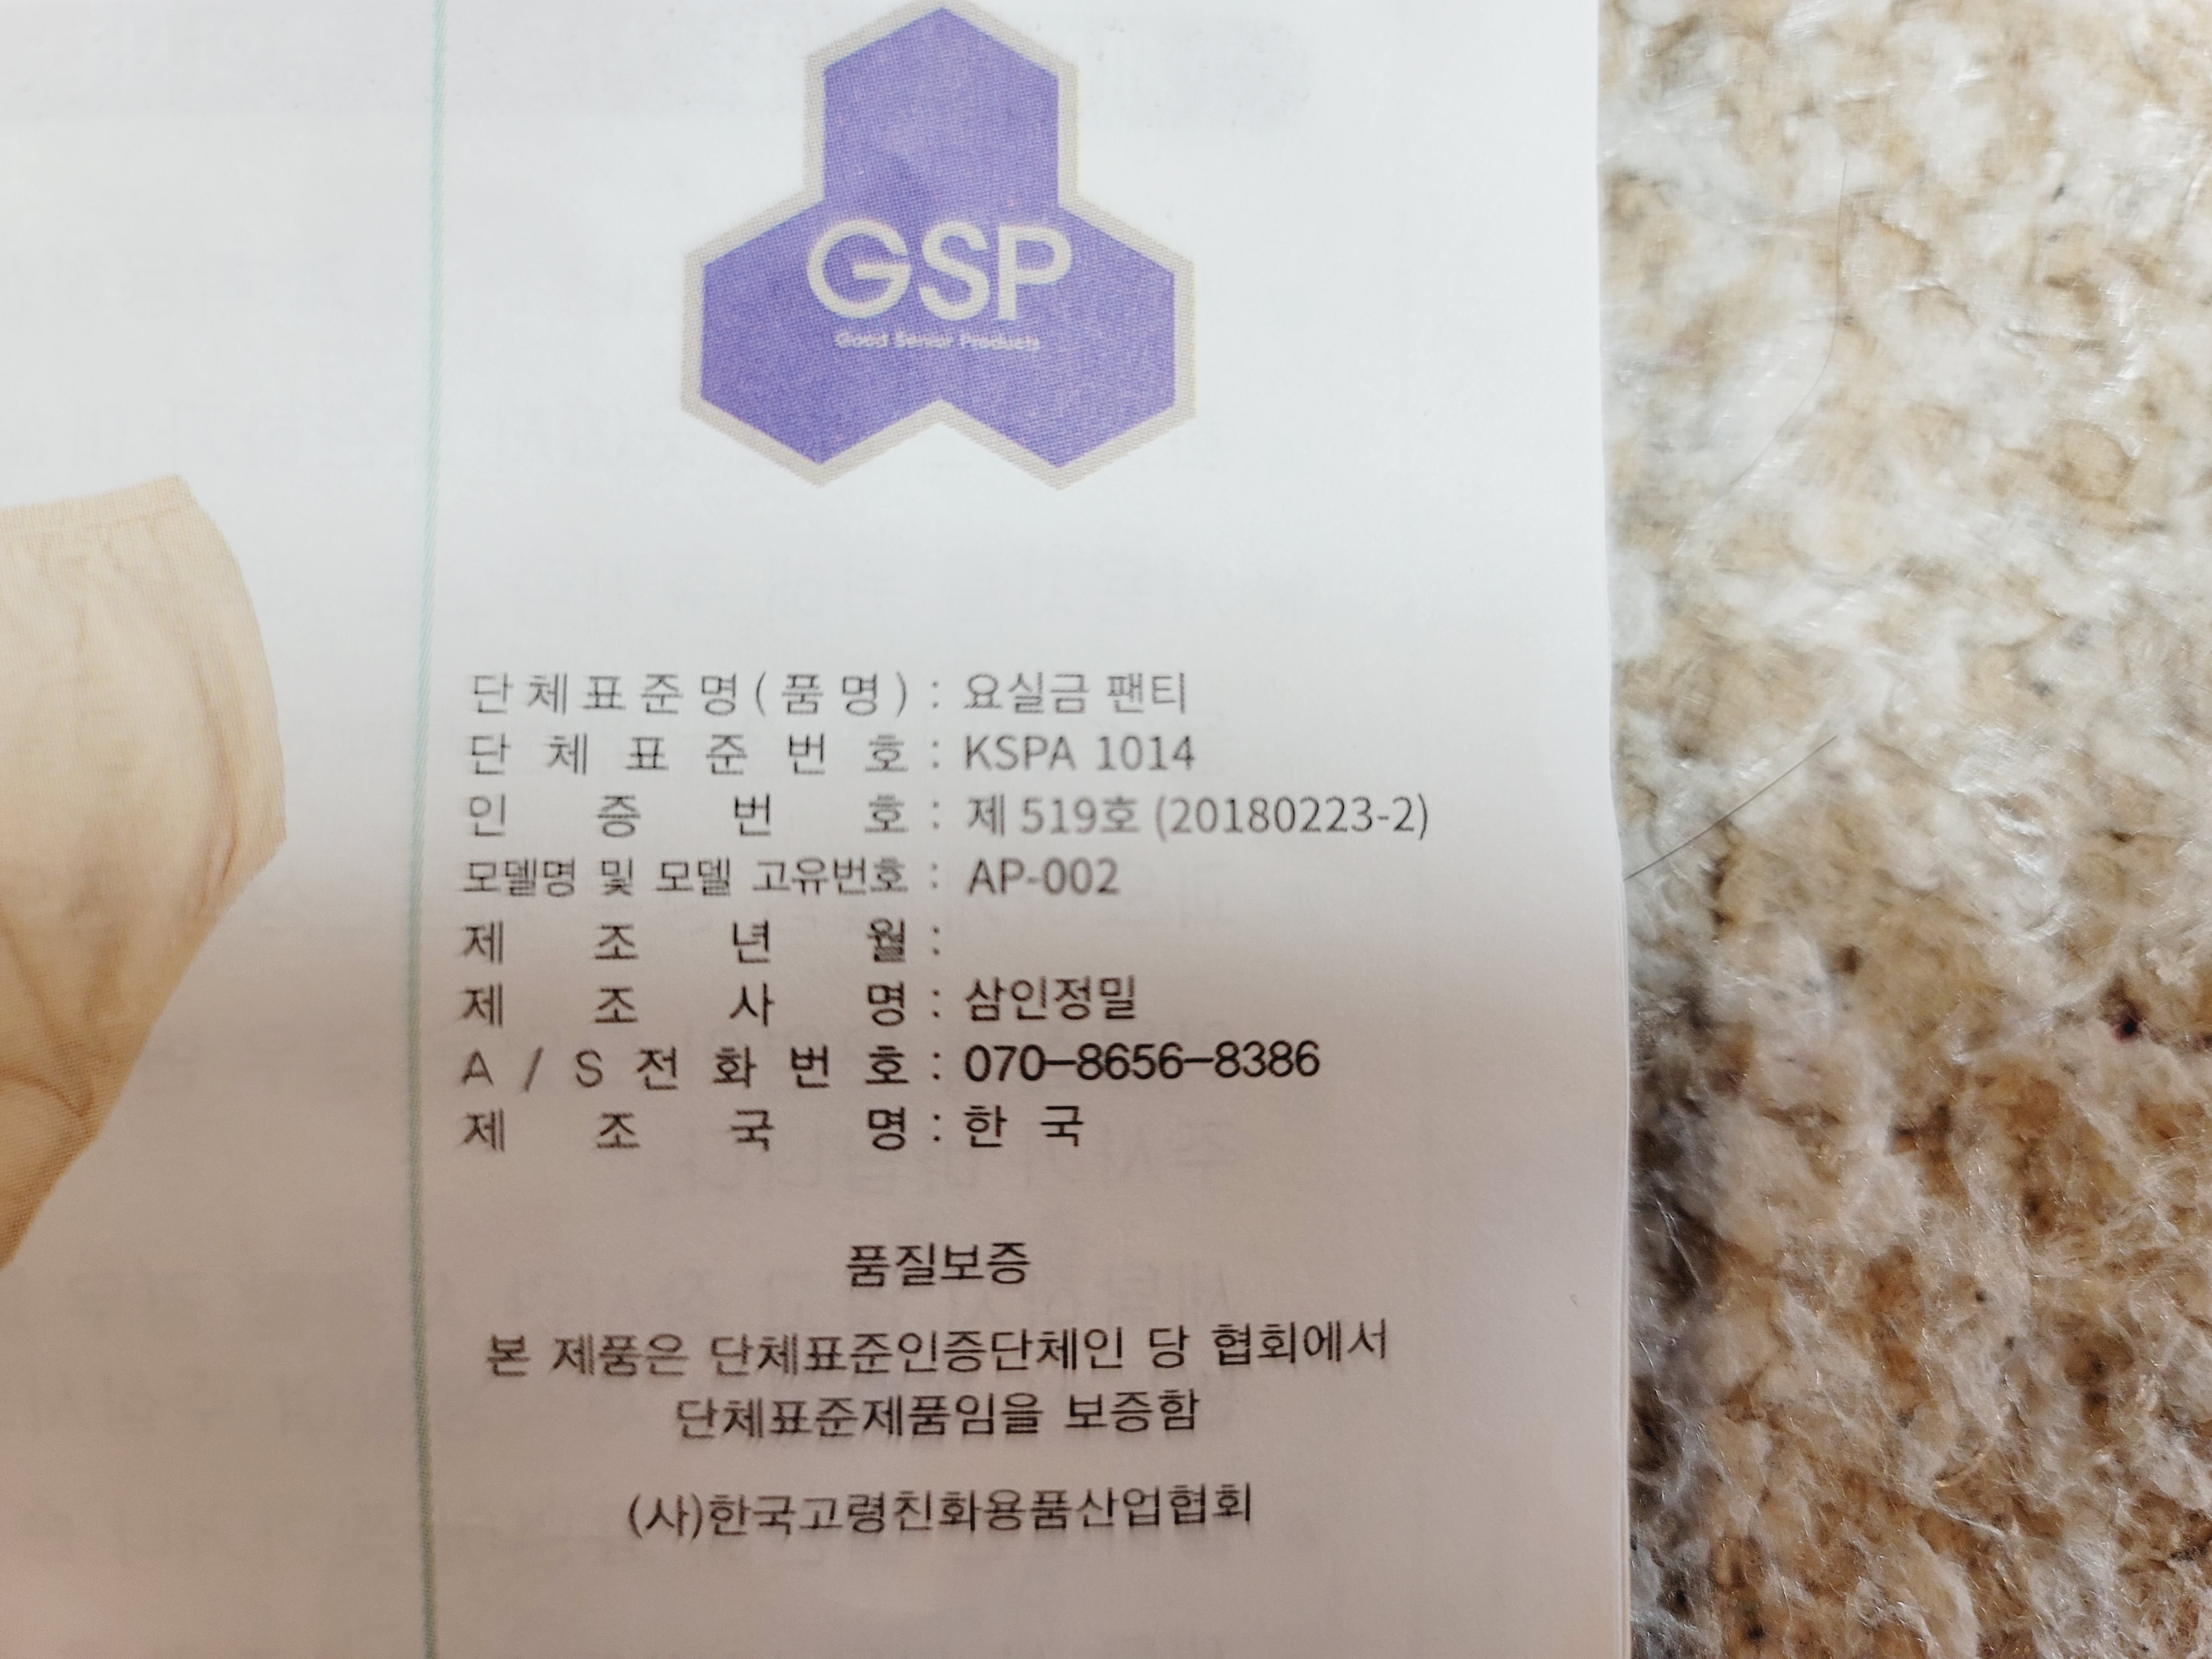 GSP
Good Senior Products
단체표준명(품명) : 요실금 팬티
단체표준번호 : KSPA 1014
인증번호 : 제 519호 (20180223-2)
모델명 및 모델 고유번호 : AP-002
제조년월 :
제조사명 : 삼인정밀
A/S전화번호 : 070-8656-8386
제조국명 : 한 국
품질보증
본 제품은 단체표준인증단체인 당 협회에서
단체표준제품임을 보증함
(사)한국고령친화용품산업협회